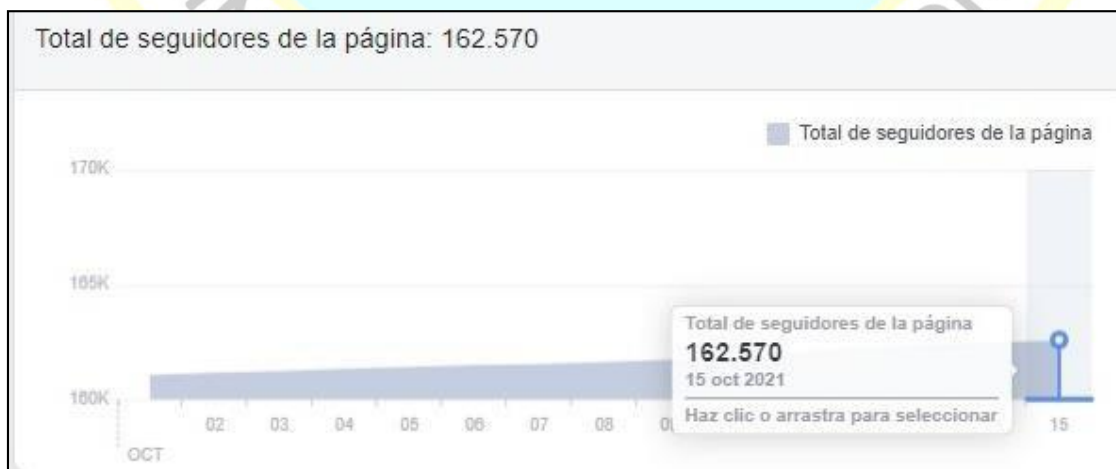 Total de seguidores de la página: 162.570
Total de seguidores de la página
170K
165K
160K
Total de seguidores de la página
162.570
15 oct 2021
Haz clic o arrastra para seleccionar
02 03 04 05 06 07 08 15
OCT